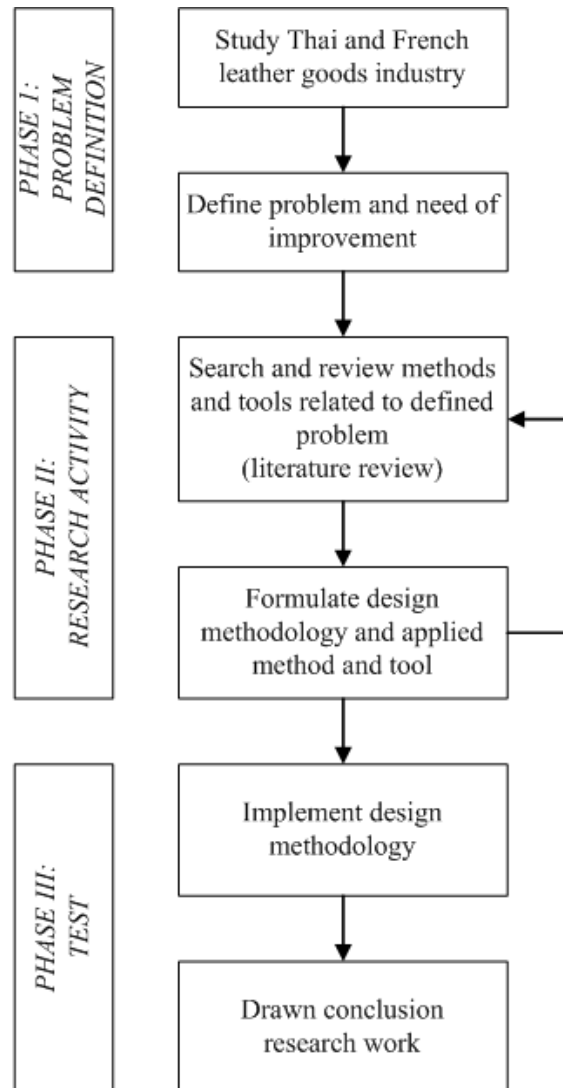 PHASE I:
PROBLEM
DEFINITION
Study Thai and French
leather goods industry
Define problem and need of
improvement
PHASE II:
RESEARCH ACTIVITY
Search and review methods
and tools related to defined
problem
(literature review)
Formulate design
methodology and applied
method and tool
PHASE III:
TEST
Implement design
methodology
Drawn conclusion
research work